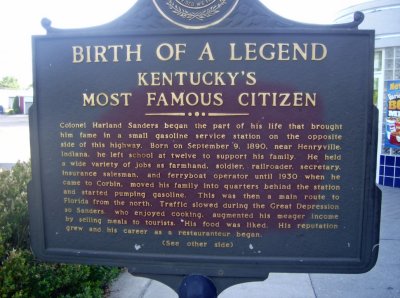 BIRTH OF A LEGEND
KENTUCKY'S
MOST FAMOUS CITIZEN
Colonel Harland Sanders began the part of his life that brought
him fame in a small gasoline service station on the opposite
side of this highway. Born on September 9, 1890, near Henryville,
Indiana, he left school at twelve to support his family. He held
a wide variety of jobs as farmhand, soldier, railroader, secretary,
insurance salesman, and ferryboat operator until 1930 when he
came to Corbin, moved his family into quarters behind the station
and started pumping gasoline. This was then a main route to
Florida from the north. Traffic slowed during the Great Depression
so Sanders, who enjoyed cooking, augmented his meager income
by selling meals to tourists. His food was liked, His reputation
grew and his career as a restauranteur began.
(See other side)